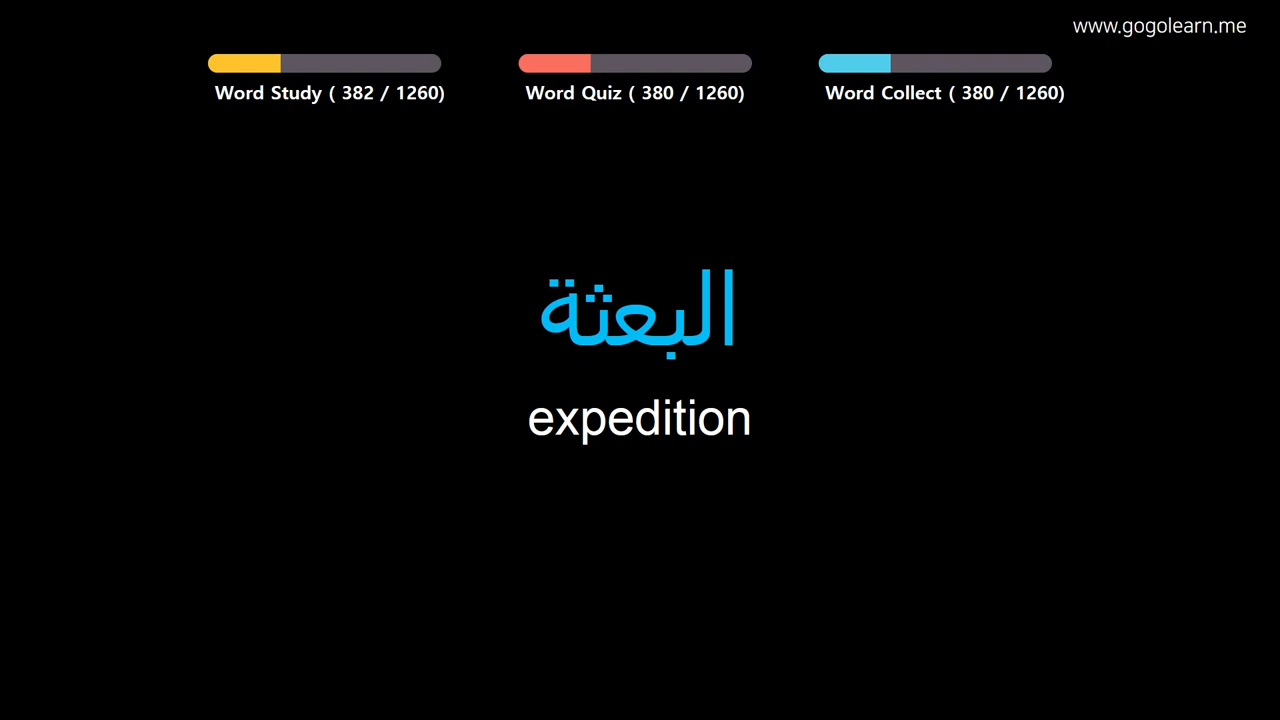 www.gogolearn.me
Word Study ( 382 / 1260)
Word Quiz ( 380 / 1260)
Word Collect ( 380 / 1260)
البعثة
expedition